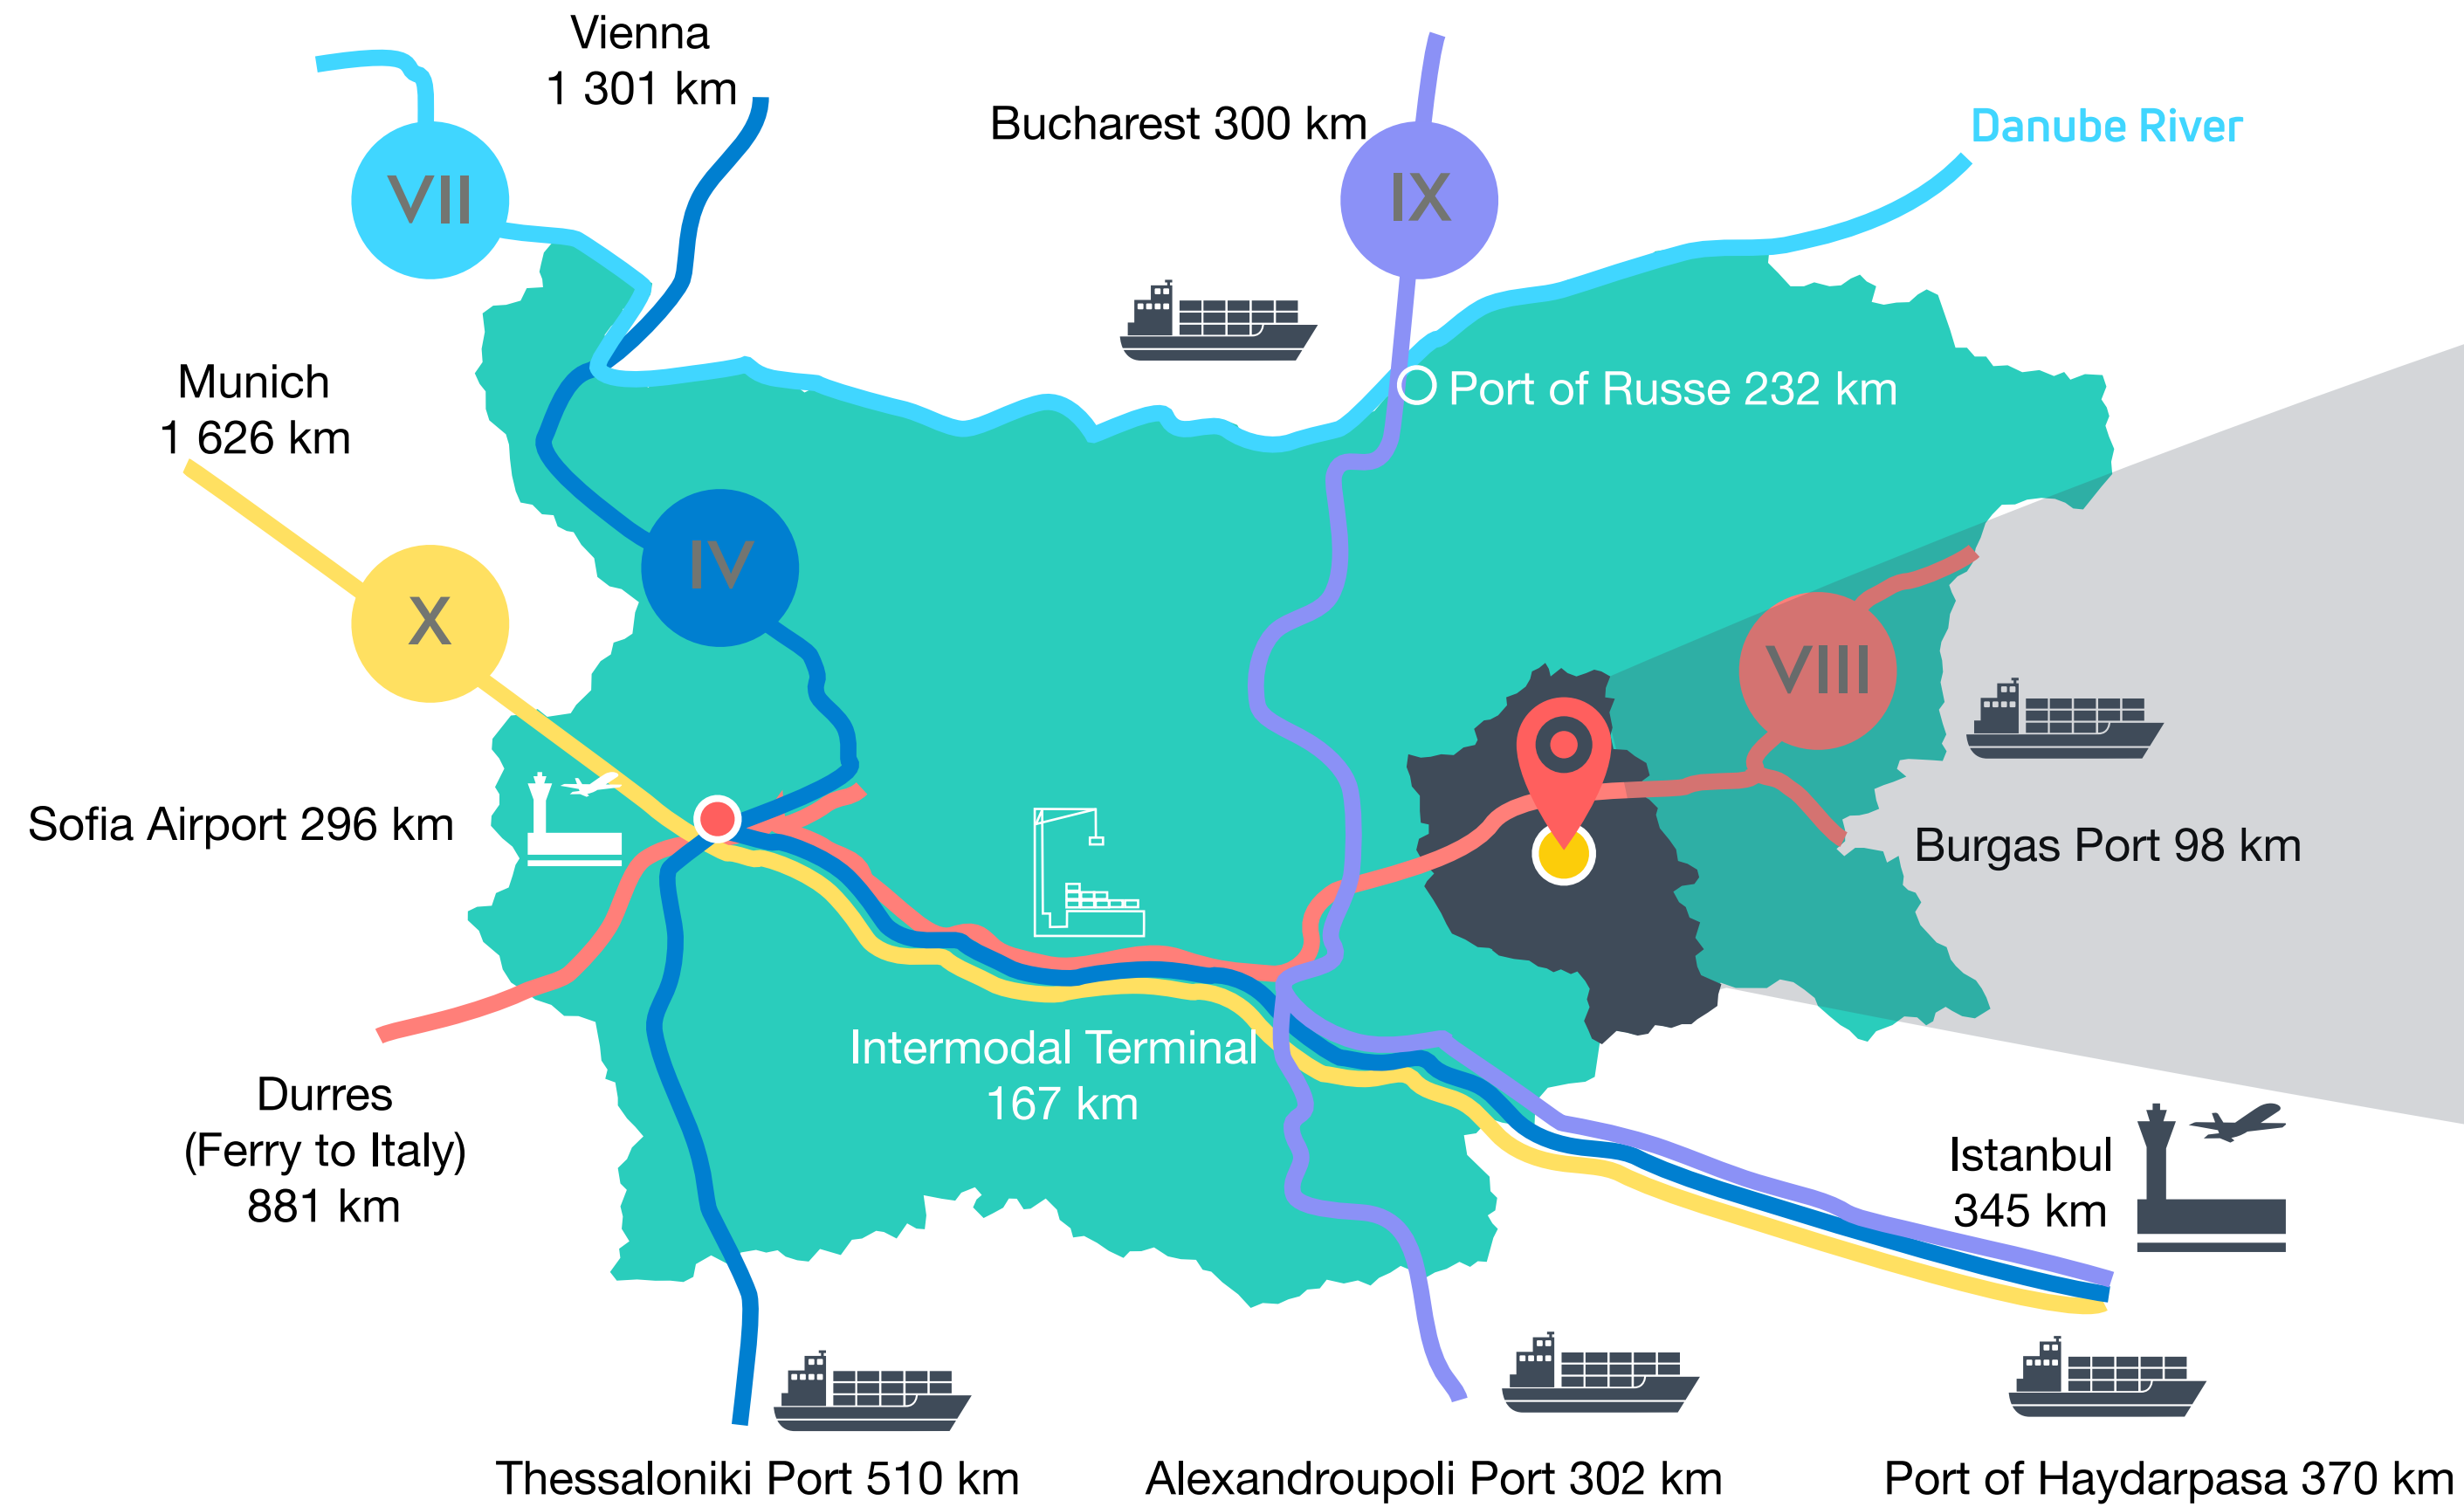 Vienna
1 301 km
Bucharest 300 km
Danube River
VII
IX
Munich
1 626 km
Port of Russe 232 km
IV
X
VIII
Sofia Airport 296 km
Burgas Port 98 km
Intermodal Terminal
167 km
Durres
(Ferry to Italy)
881 km
Istanbul
345 km
Thessaloniki Port 510 km
Alexandroupoli Port 302 km
Port of Haydarpasa 370 km